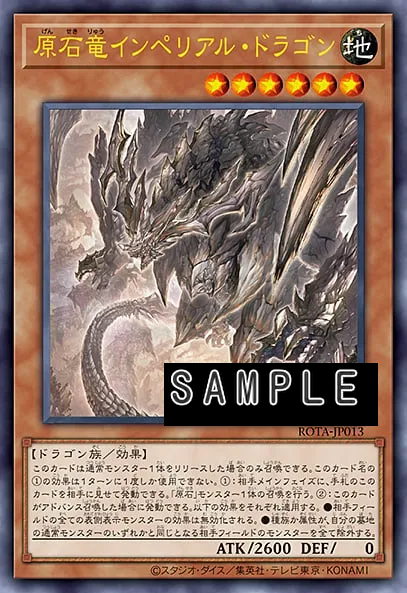 原石竜インペリアル・ドラゴン 地
げん せき りゅう
SAMPLE
ROTA-JP013
【ドラゴン族／効果】
このカードは通常モンスター1体をリリースした場合のみ召喚できる。このカード名の
①の効果は1ターンに1度しか使用できない。①：相手メインフェイズに、手札のこの
カードを相手に見せて発動できる。「原石」モンスター1体の召喚を行う。②：このカード
がアドバンス召喚した場合に発動できる。以下の効果をそれぞれ適用する。●相手フィー
ルドの全ての表側表示モンスターの効果は無効化される。●種族か属性が、自分の墓地
の通常モンスターのいずれかと同じとなる相手フィールドのモンスターを全て除外する。
ATK/2600 DEF/ 0
©スタジオ・ダイス／集英社・テレビ東京・KONAMI